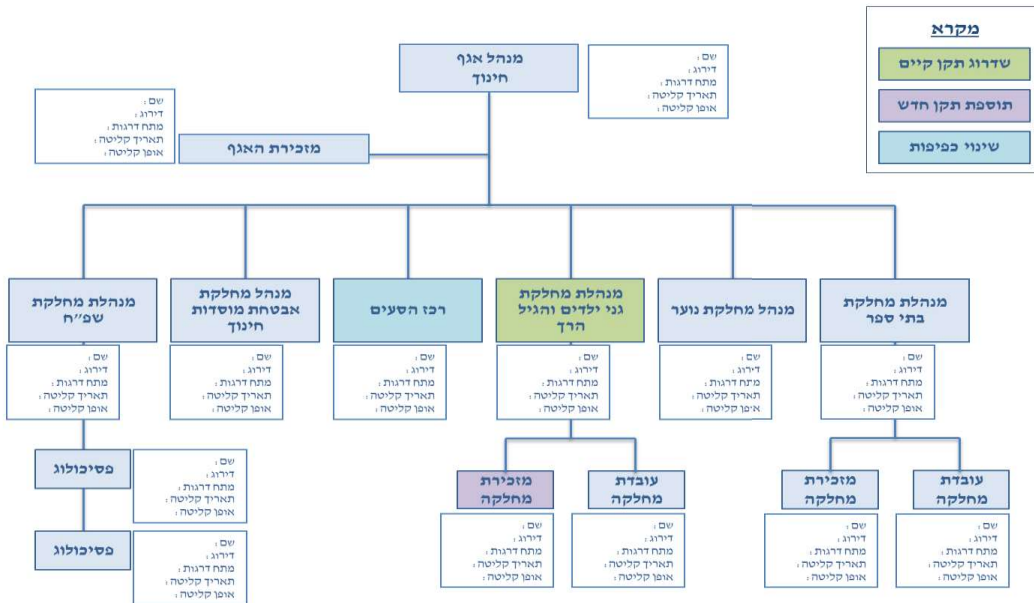 מקרא
שדרוג תקן קיים
תוספת תקן חדש
שינוי כפיפות
מנהל אגף
חינוך
שם :
דירוג :
מתח דרגות :
תאריך קליטה :
אופן קליטה :
מזכירת האגף
שם :
דירוג :
מתח דרגות :
תאריך קליטה :
אופן קליטה :
מנהלת מחלקת
בתי ספר
שם :
דירוג :
מתח דרגות :
תאריך קליטה :
אופן קליטה :
מנהל מחלקת נוער
שם :
דירוג :
מתח דרגות :
תאריך קליטה :
אופן קליטה :
מנהלת מחלקת
גני ילדים והגיל
הרך
שם :
דירוג :
מתח דרגות :
תאריך קליטה :
אופן קליטה :
רכז הסעים
שם :
דירוג :
מתח דרגות :
תאריך קליטה :
אופן קליטה :
מנהל מחלקת
אבטחת מוסדות
חינוך
שם :
דירוג :
מתח דרגות :
תאריך קליטה :
אופן קליטה :
מנהלת מחלקת
שפ״ח
שם :
דירוג :
מתח דרגות :
תאריך קליטה :
אופן קליטה :
עובדת
מחלקה
שם :
דירוג :
מתח דרגות :
תאריך קליטה :
אופן קליטה :
מזכירת
מחלקה
שם :
דירוג :
מתח דרגות :
תאריך קליטה :
אופן קליטה :
עובדת
מחלקה
שם :
דירוג :
מתח דרגות :
תאריך קליטה :
אופן קליטה :
מזכירת
מחלקה
שם :
דירוג :
מתח דרגות :
תאריך קליטה :
אופן קליטה :
פסיכולוג
שם :
דירוג :
מתח דרגות :
תאריך קליטה :
אופן קליטה :
פסיכולוג
שם :
דירוג :
מתח דרגות :
תאריך קליטה :
אופן קליטה :